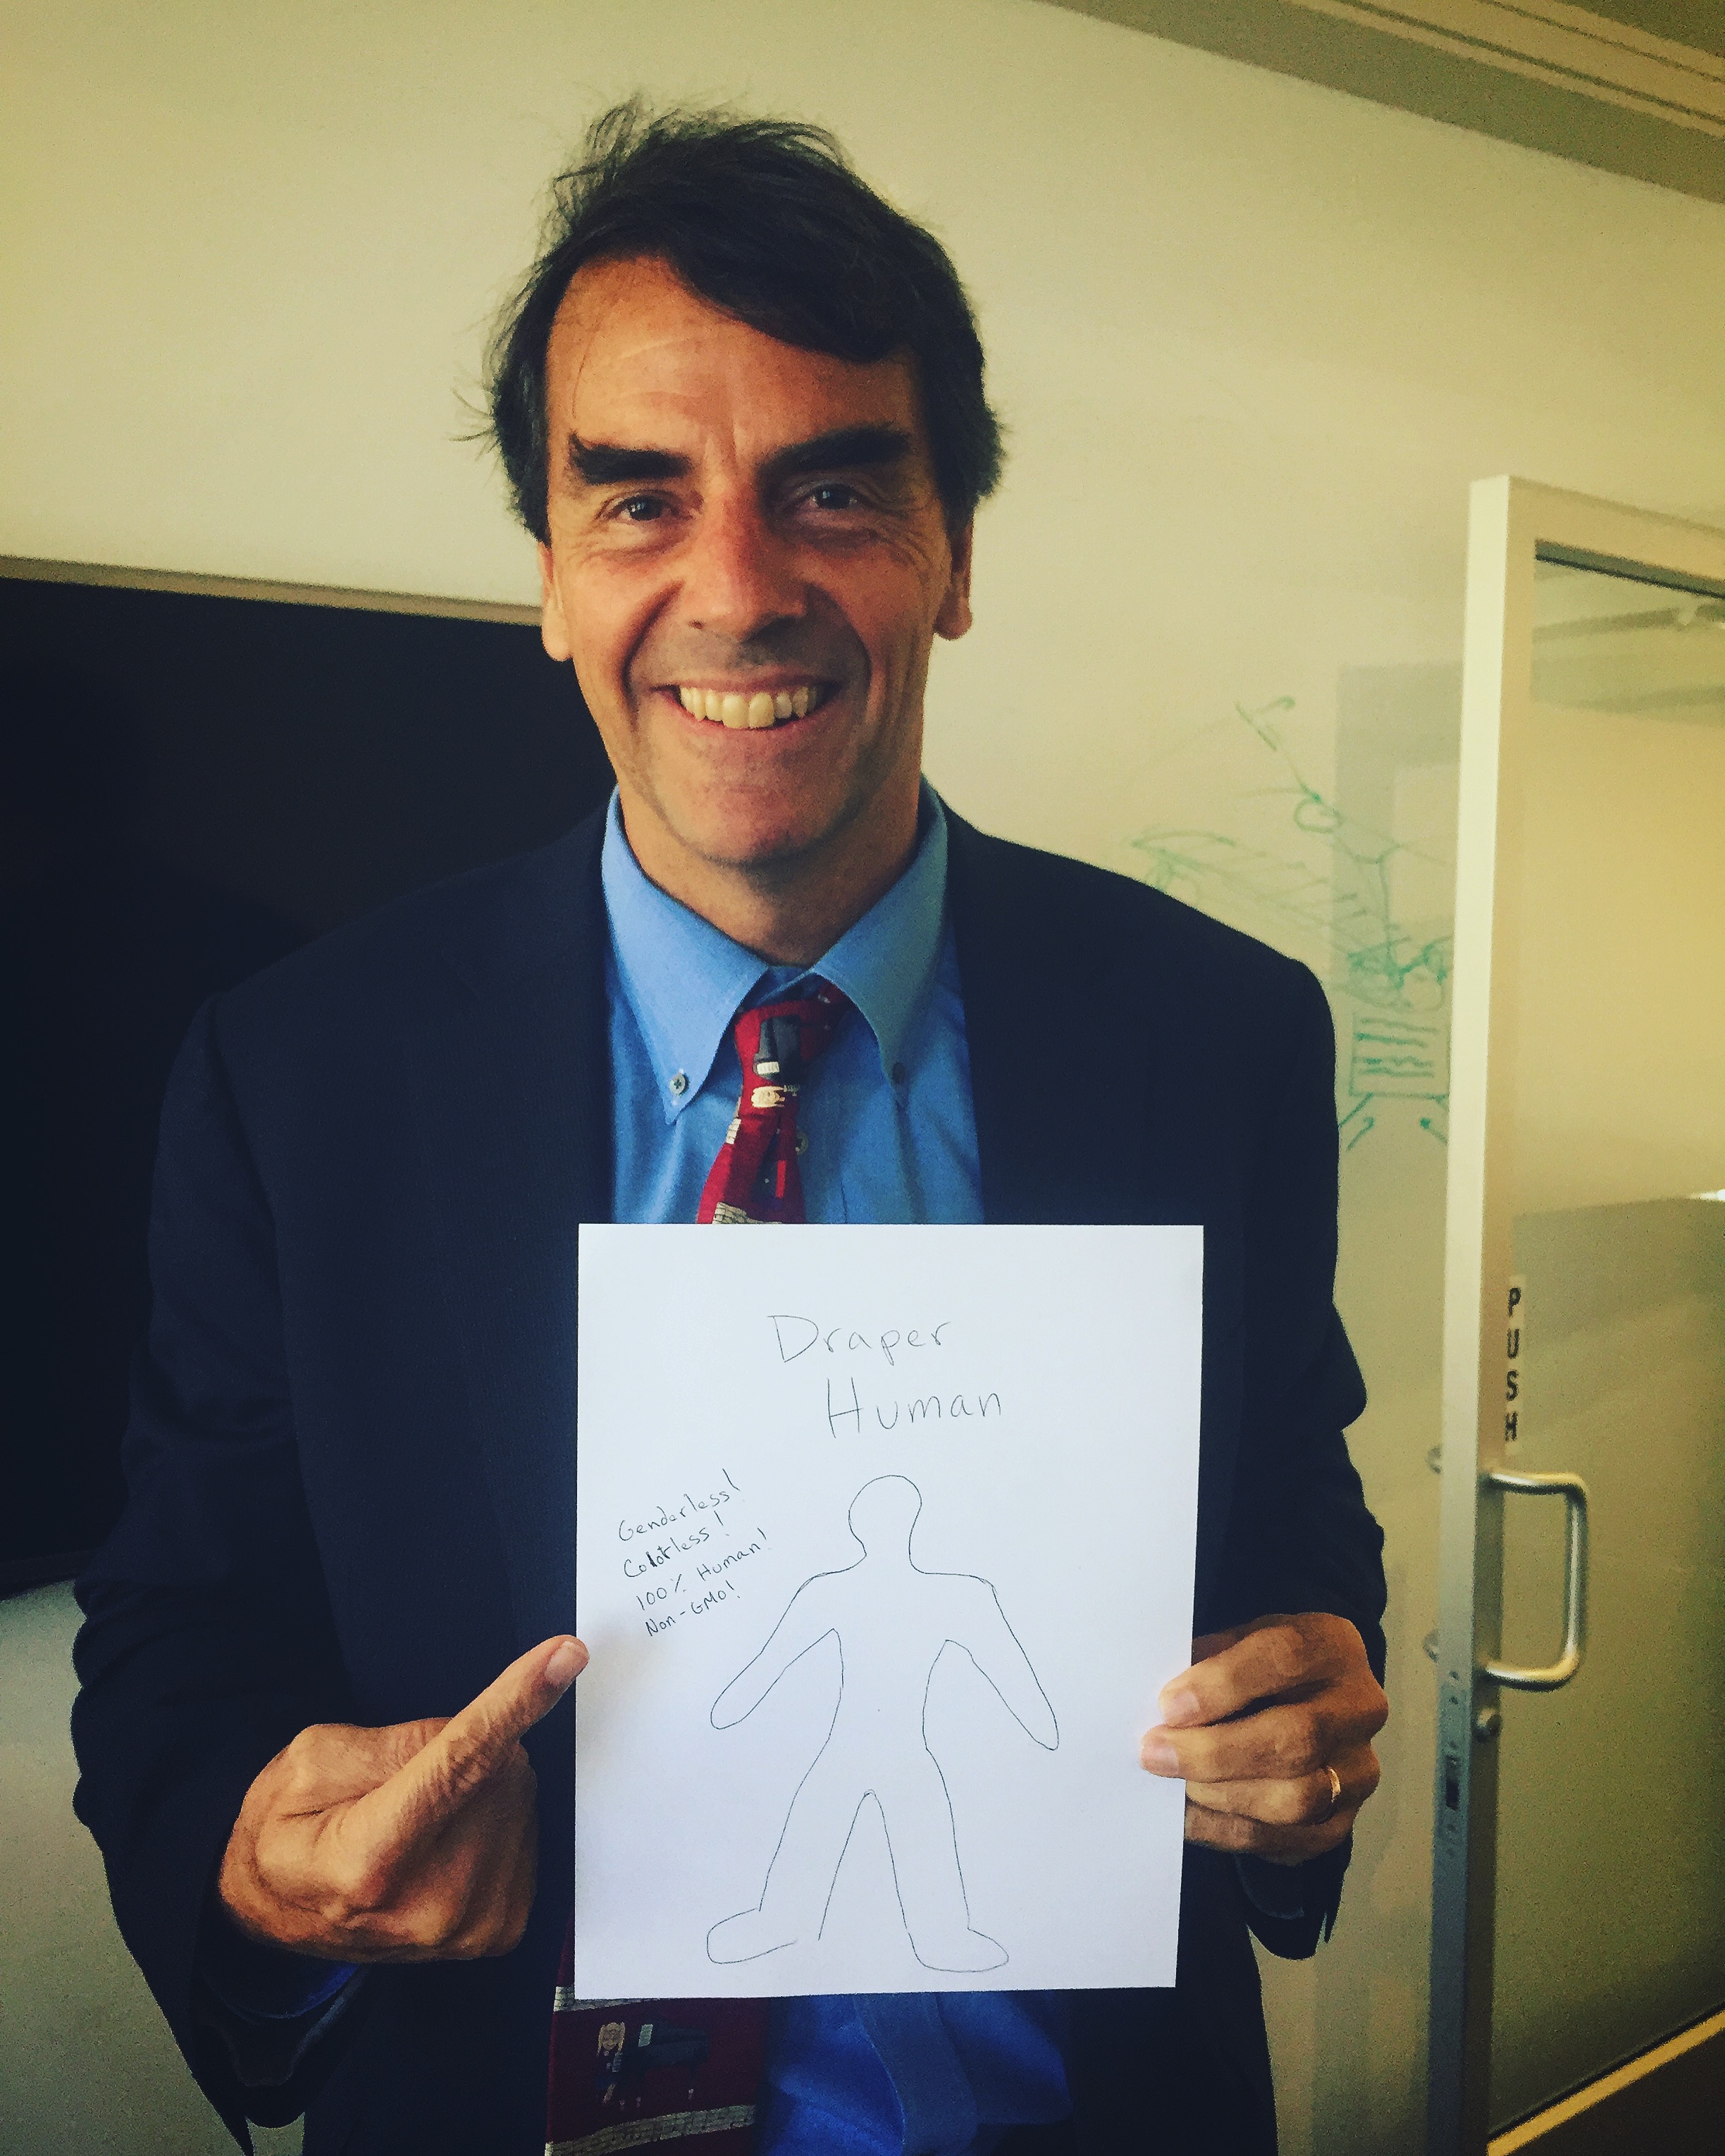 Draper
Human
Genderless!
Colorless!
100% Human!
Non-GMO!
PUSH